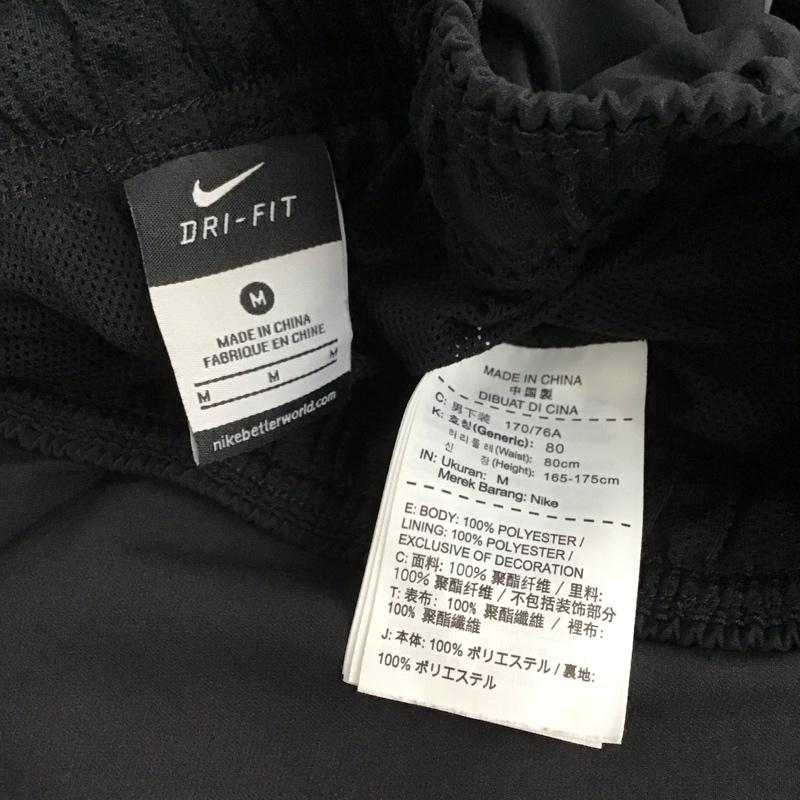 DRI-FIT
M
MADE IN CHINA
FABRIQUE EN CHINE
M M M
nikebetterworld.com
MADE IN CHINA
中国製
DIBUAT DI CINA
C: 男下装 170/76A
K: 호칭(Generic): 80
허리둘레(Waist): 80cm
신 장(Height): 165-175cm
IN: Ukuran: M
Merek Barang: Nike
E: BODY: 100% POLYESTER /
LINING: 100% POLYESTER /
EXCLUSIVE OF DECORATION
C: 面料: 100% 聚酯纤维 / 里料:
100% 聚酯纤维 / 不包括装饰部分
T: 表布: 100% 聚酯纖維 / 裡布:
100% 聚酯纖維
J: 本体: 100% ポリエステル / 裏地:
100% ポリエステル